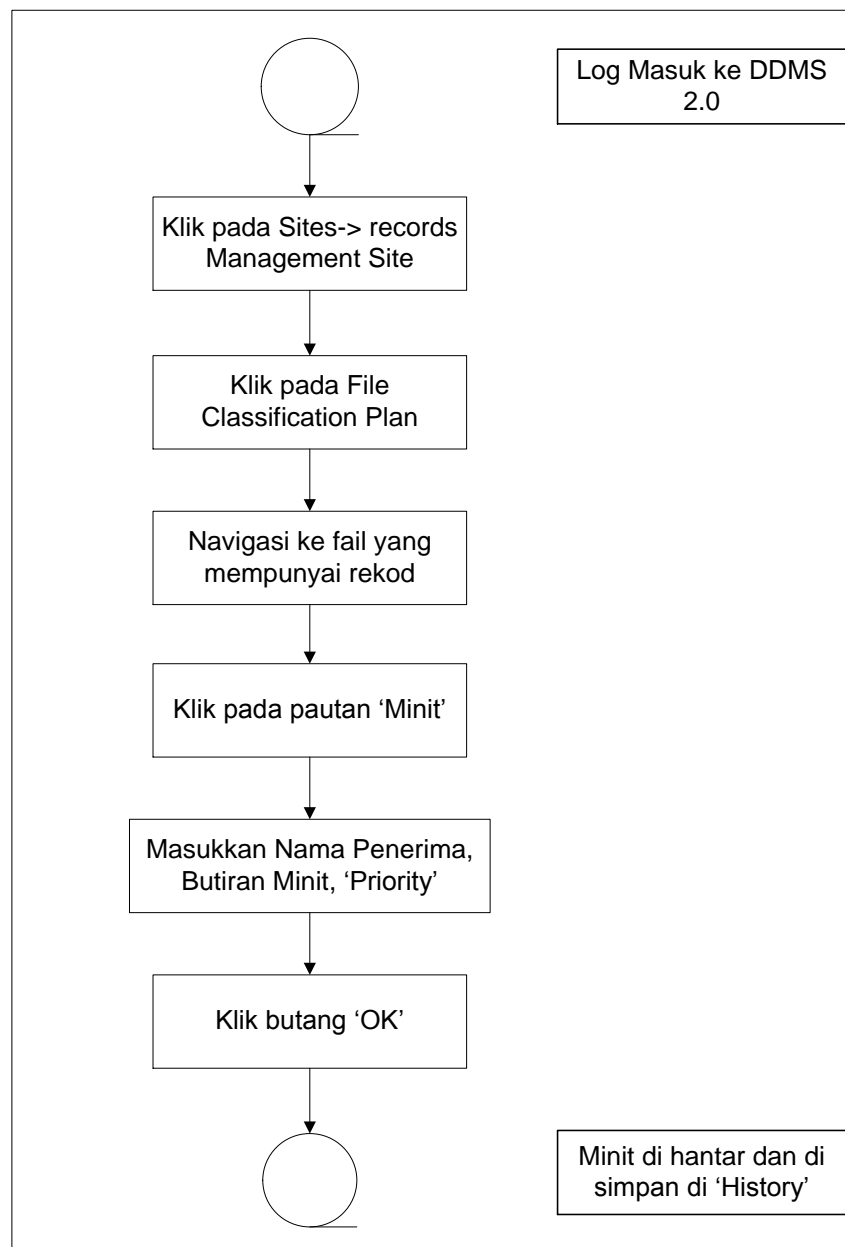 Log Masuk ke DDMS
2.0
Klik pada Sites-> records
Management Site
Klik pada File
Classification Plan
Navigasi ke fail yang
mempunyai rekod
Klik pada pautan ‘Minit’
Masukkan Nama Penerima,
Butiran Minit, ‘Priority’
Klik butang ‘OK’
Minit di hantar dan di
simpan di ‘History’